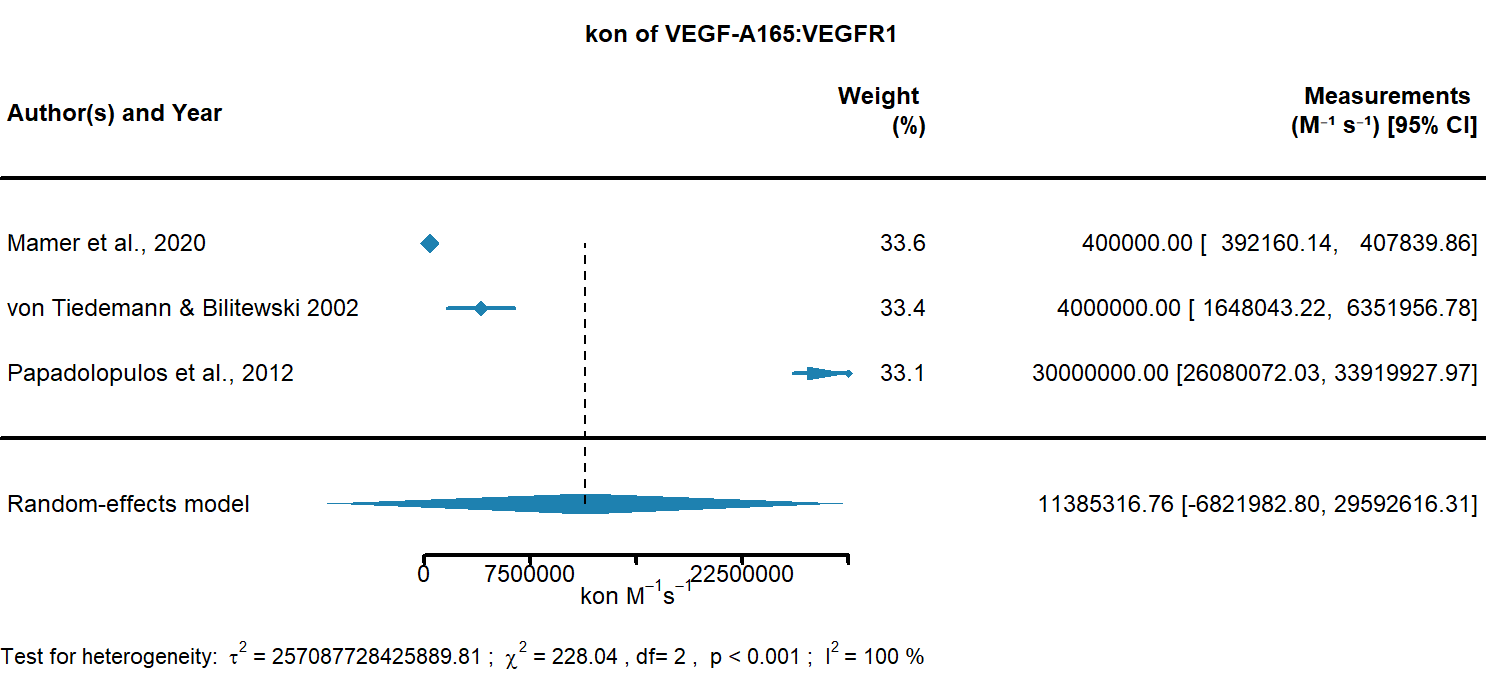 kon of VEGF-A165:VEGFR1
Author(s) and Year
Weight
(%)
Measurements
(M⁻¹ s⁻¹) [95% CI]
Mamer et al., 2020 33.6 400000.00 [ 392160.14, 407839.86]
von Tiedemann & Bilitewski 2002 33.4 4000000.00 [ 1648043.22, 6351956.78]
Papadolopulos et al., 2012 33.1 30000000.00 [26080072.03, 33919927.97]
Random-effects model 11385316.76 [-6821982.80, 29592616.31]
0 7500000 22500000
kon M⁻¹s⁻¹
Test for heterogeneity: τ² = 257087728425889.81 ; χ² = 228.04 , df= 2 , p < 0.001 ; I² = 100 %